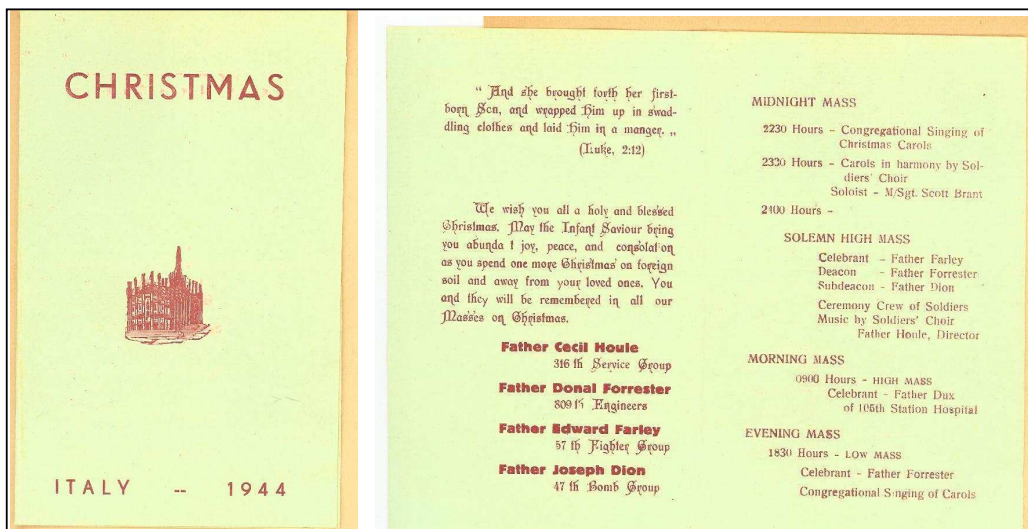 CHRISTMAS
ITALY -- 1944
“ And she brought forth her first-
born Son, and wrapped Him up in swad-
dling clothes and laid Him in a manger. „
(Luke, 2:12)
We wish you all a holy and blessed
Christmas. May the Infant Saviour bring
you abunda t joy, peace, and consolat on
as you spend one more Christmas on foreign
soil and away from your loved ones. You
and they will be remembered in all our
Masses on Christmas.
Father Cecil Houle
316 th Service Group
Father Donal Forrester
809 th Engineers
Father Edward Farley
57 th Fighter Group
Father Joseph Dion
47 th Bomb Group
MIDNIGHT MASS
2230 Hours - Congregational Singing of
Christmas Carols
2330 Hours - Carols in harmony by Sol-
diers' Choir
Soloist - M/Sgt. Scott Brant
2400 Hours -
SOLEMN HIGH MASS
Celebrant - Father Farley
Deacon - Father Forrester
Subdeacon - Father Dion
Ceremony Crew of Soldiers
Music by Soldiers' Choir
Father Houle, Director
MORNING MASS
0900 Hours - HIGH MASS
Celebrant - Father Dux
of 105th Station Hospital
EVENING MASS
1830 Hours - LOW MASS
Celebrant - Father Forrester
Congregational Singing of Carols